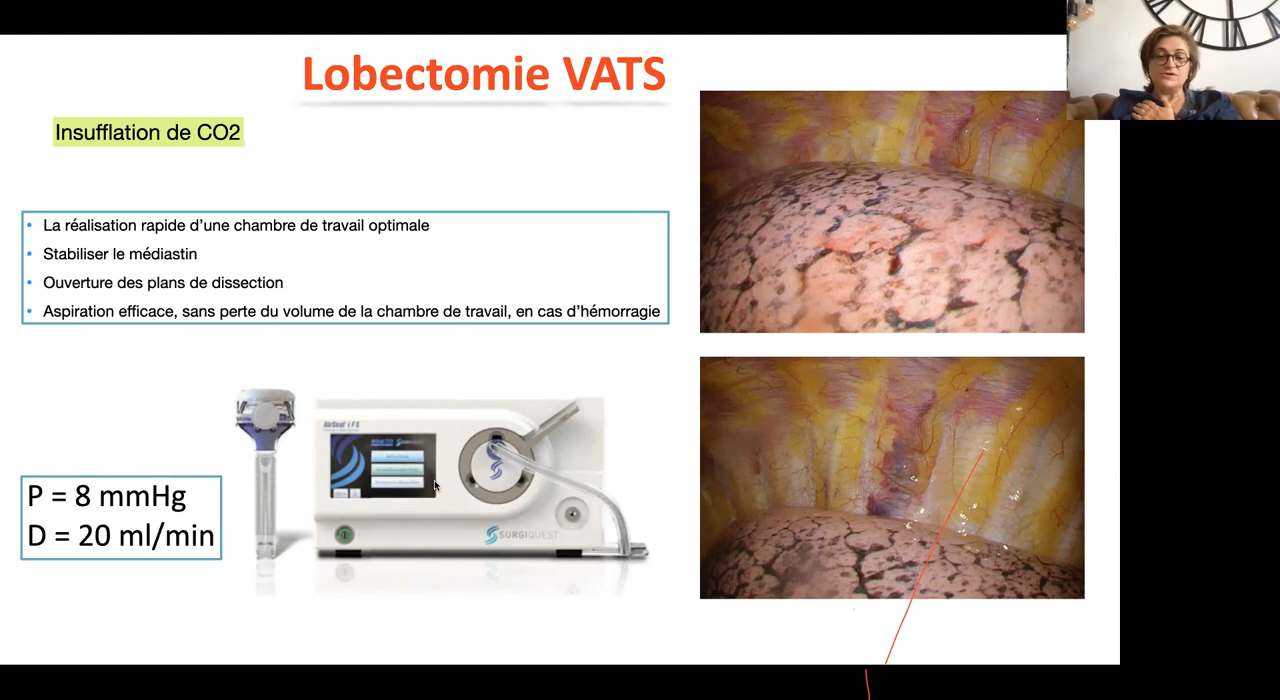 Lobectomie VATS
Insufflation de CO2
• La réalisation rapide d’une chambre de travail optimale
• Stabiliser le médiastin
• Ouverture des plans de dissection
• Aspiration efficace, sans perte du volume de la chambre de travail, en cas d’hémorragie
P = 8 mmHg
D = 20 ml/min
AirSeal iFS
SURGIQUEST